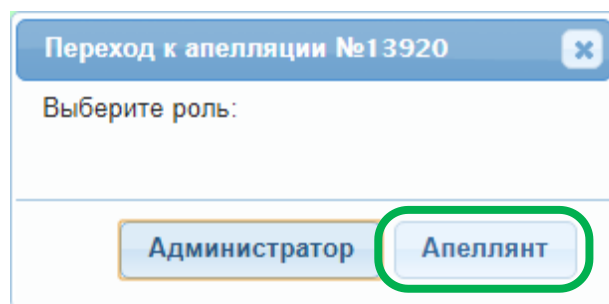 Переход к апелляции №13920
Выберите роль:
Администратор
Апеллянт